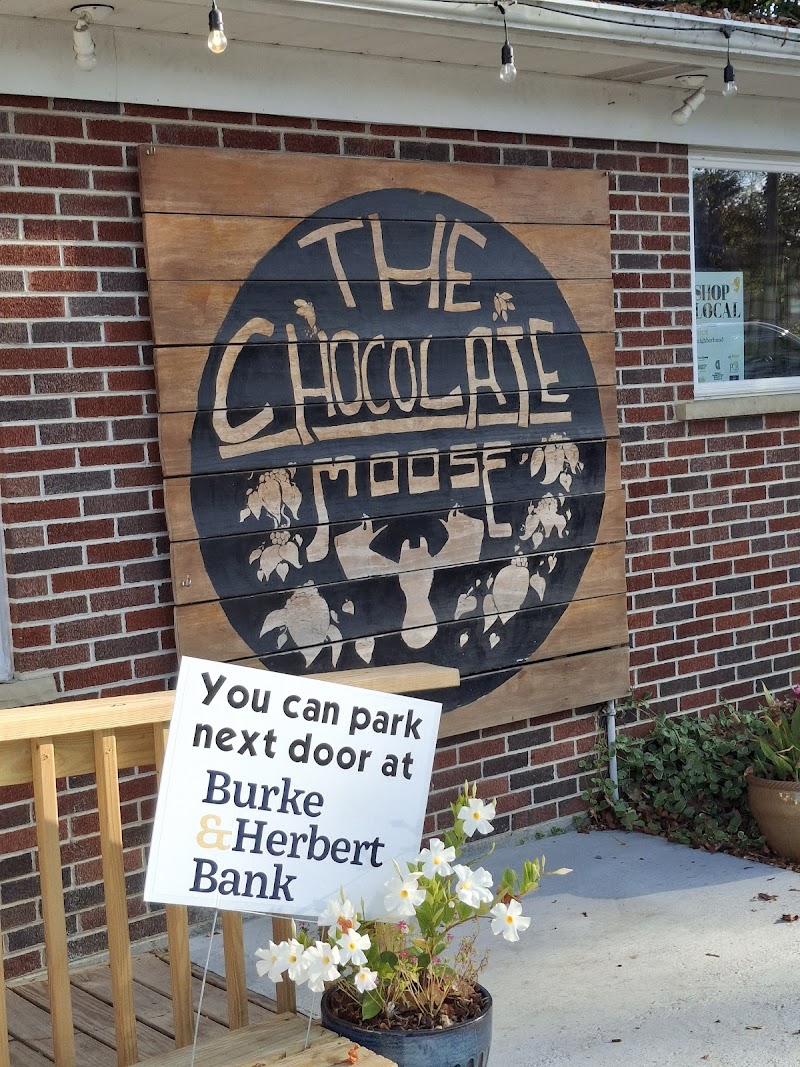 THE
CHOCOLATE
MOOSE
SHOP
LOCAL
You can park
next door at
Burke
&Herbert
Bank